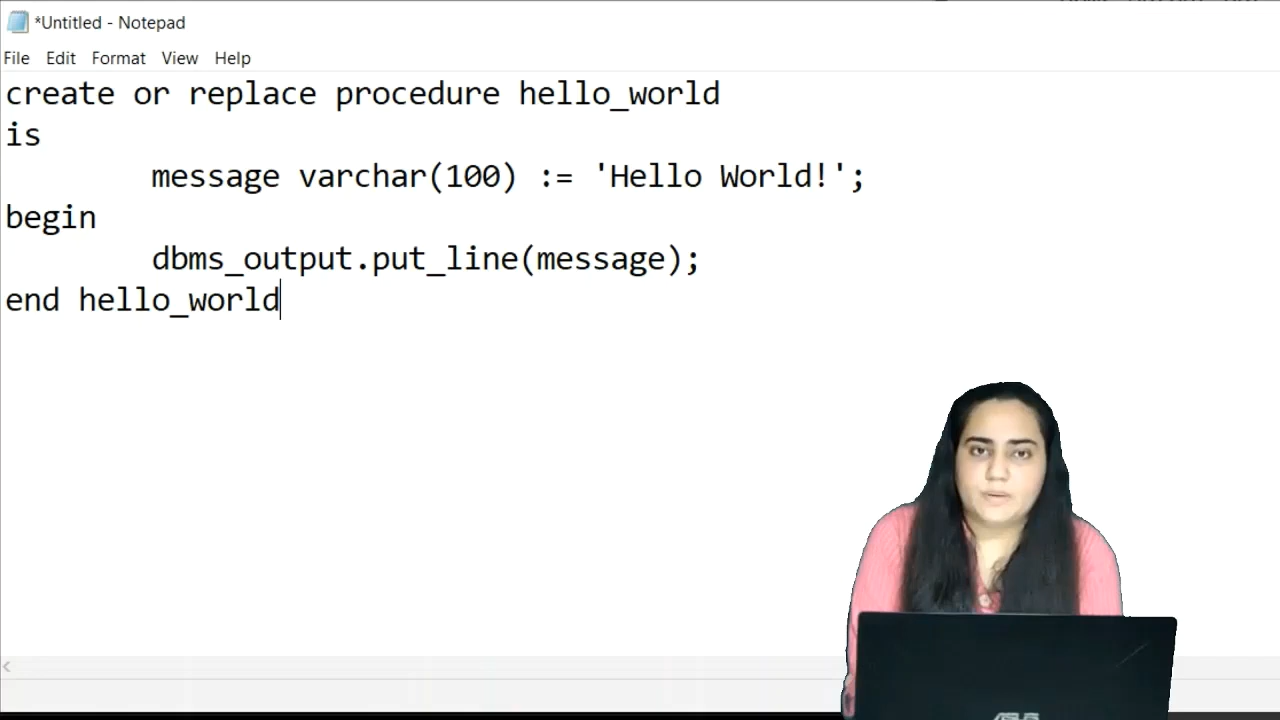 *Untitled - Notepad
File Edit Format View Help
create or replace procedure hello_world
is
message varchar(100) := 'Hello World!';
begin
dbms_output.put_line(message);
end hello_world